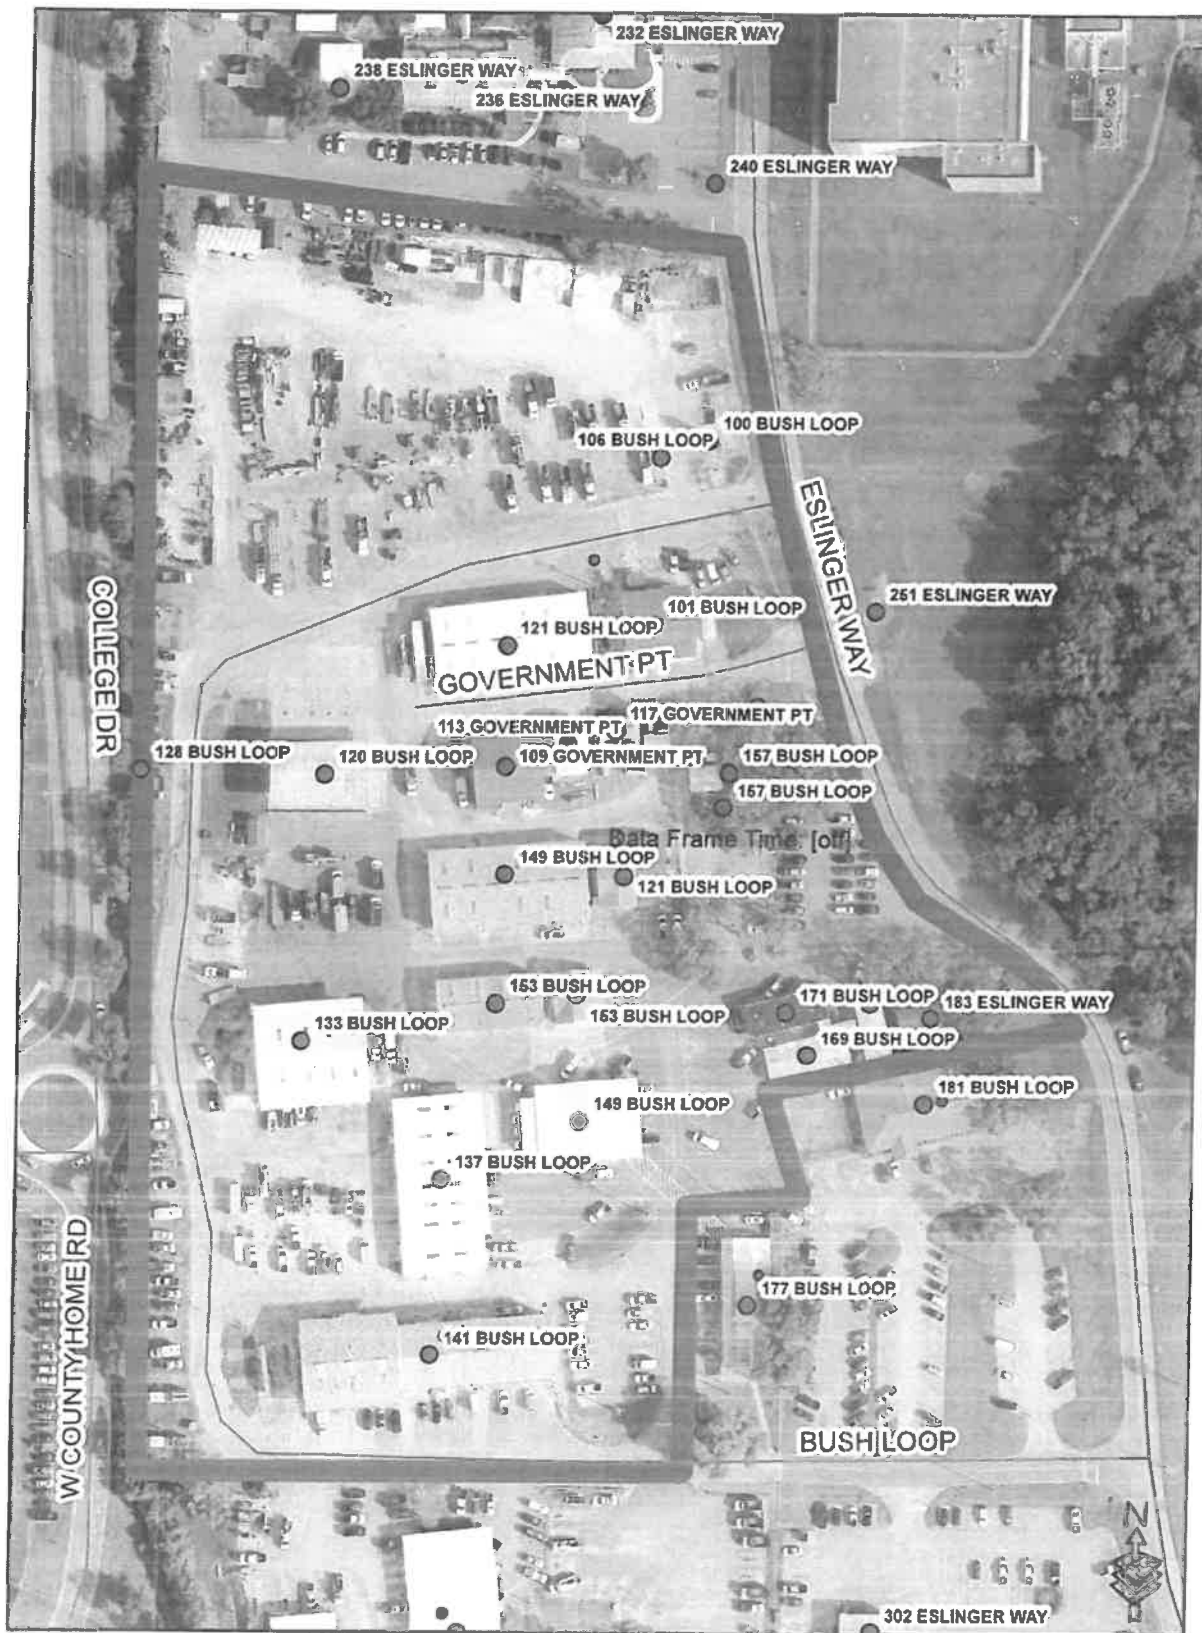 232 ESLINGER WAY
238 ESLINGER WAY
236 ESLINGER WAY
240 ESLINGER WAY
100 BUSH LOOP
106 BUSH LOOP
ESLINGER WAY
251 ESLINGER WAY
101 BUSH LOOP
121 BUSH LOOP
GOVERNMENT PT
COLLEGE DR
117 GOVERNMENT PT
113 GOVERNMENT PT
128 BUSH LOOP
120 BUSH LOOP
109 GOVERNMENT PT
157 BUSH LOOP
157 BUSH LOOP
Data Frame Time: [off]
149 BUSH LOOP
121 BUSH LOOP
153 BUSH LOOP
153 BUSH LOOP
171 BUSH LOOP
183 ESLINGER WAY
133 BUSH LOOP
169 BUSH LOOP
181 BUSH LOOP
149 BUSH LOOP
137 BUSH LOOP
W COUNTY HOME RD
177 BUSH LOOP
141 BUSH LOOP
BUSH LOOP
N
302 ESLINGER WAY